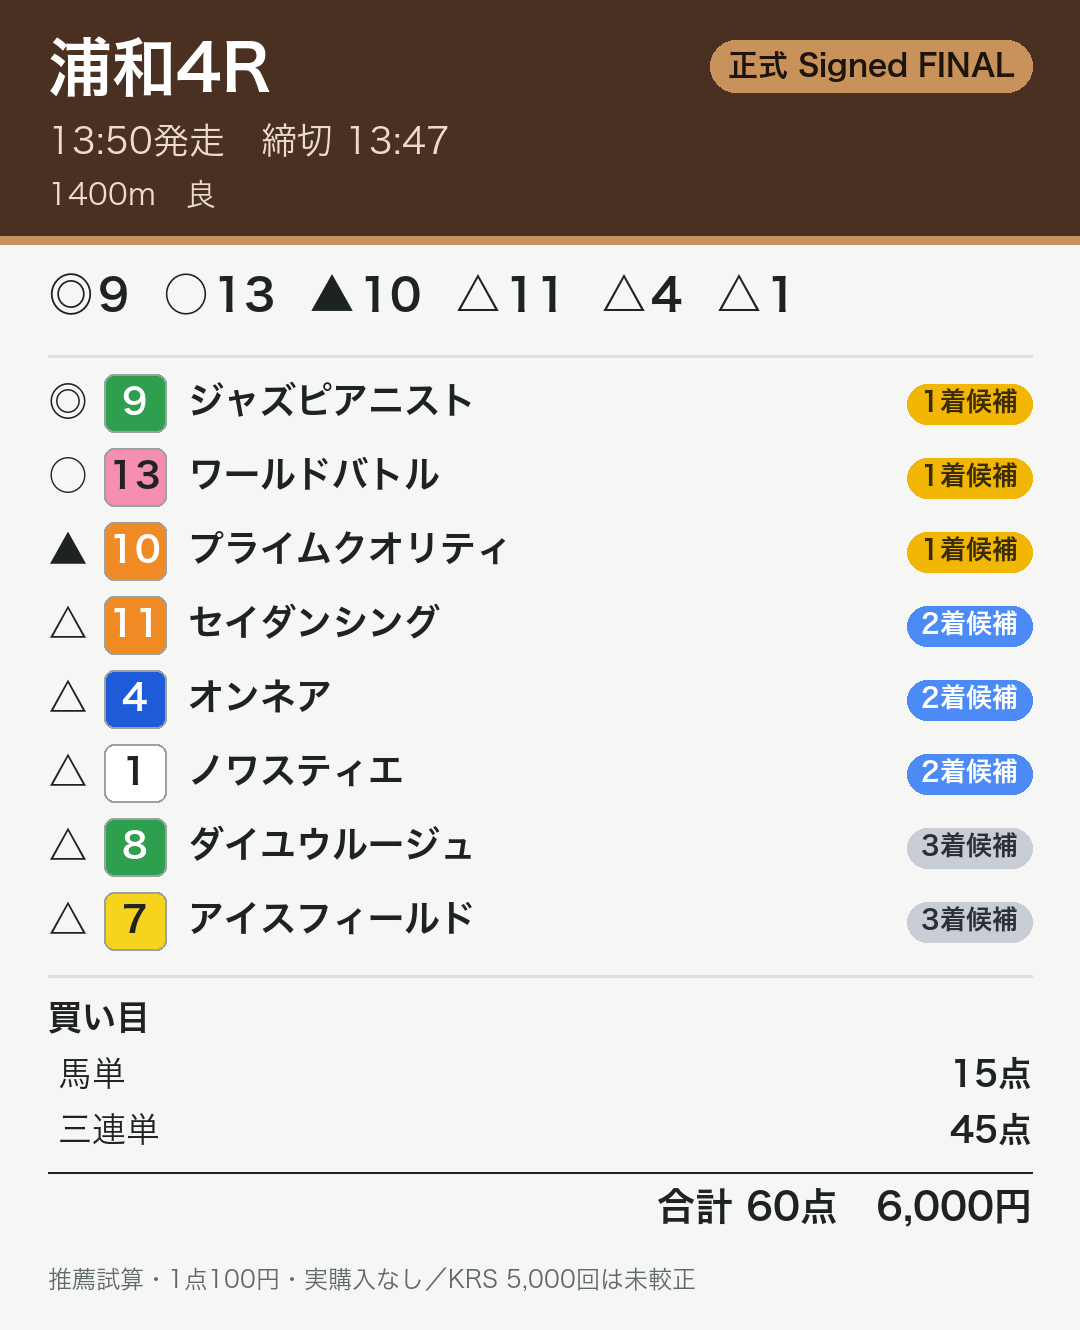 浦和4R
正式 Signed FINAL
13:50発走　締切 13:47
1400m　良
◎9 ○13 ▲10 △11 △4 △1
◎ 9 ジャズピアニスト 1着候補
○ 13 ワールドバトル 1着候補
▲ 10 プライムクオリティ 1着候補
△ 11 セイダンシング 2着候補
△ 4 オンネア 2着候補
△ 1 ノワスティエ 2着候補
△ 8 ダイユウルージュ 3着候補
△ 7 アイスフィールド 3着候補
買い目
馬単 15点
三連単 45点
合計 60点　6,000円
推薦試算・1点100円・実購入なし／KRS 5,000回は未較正